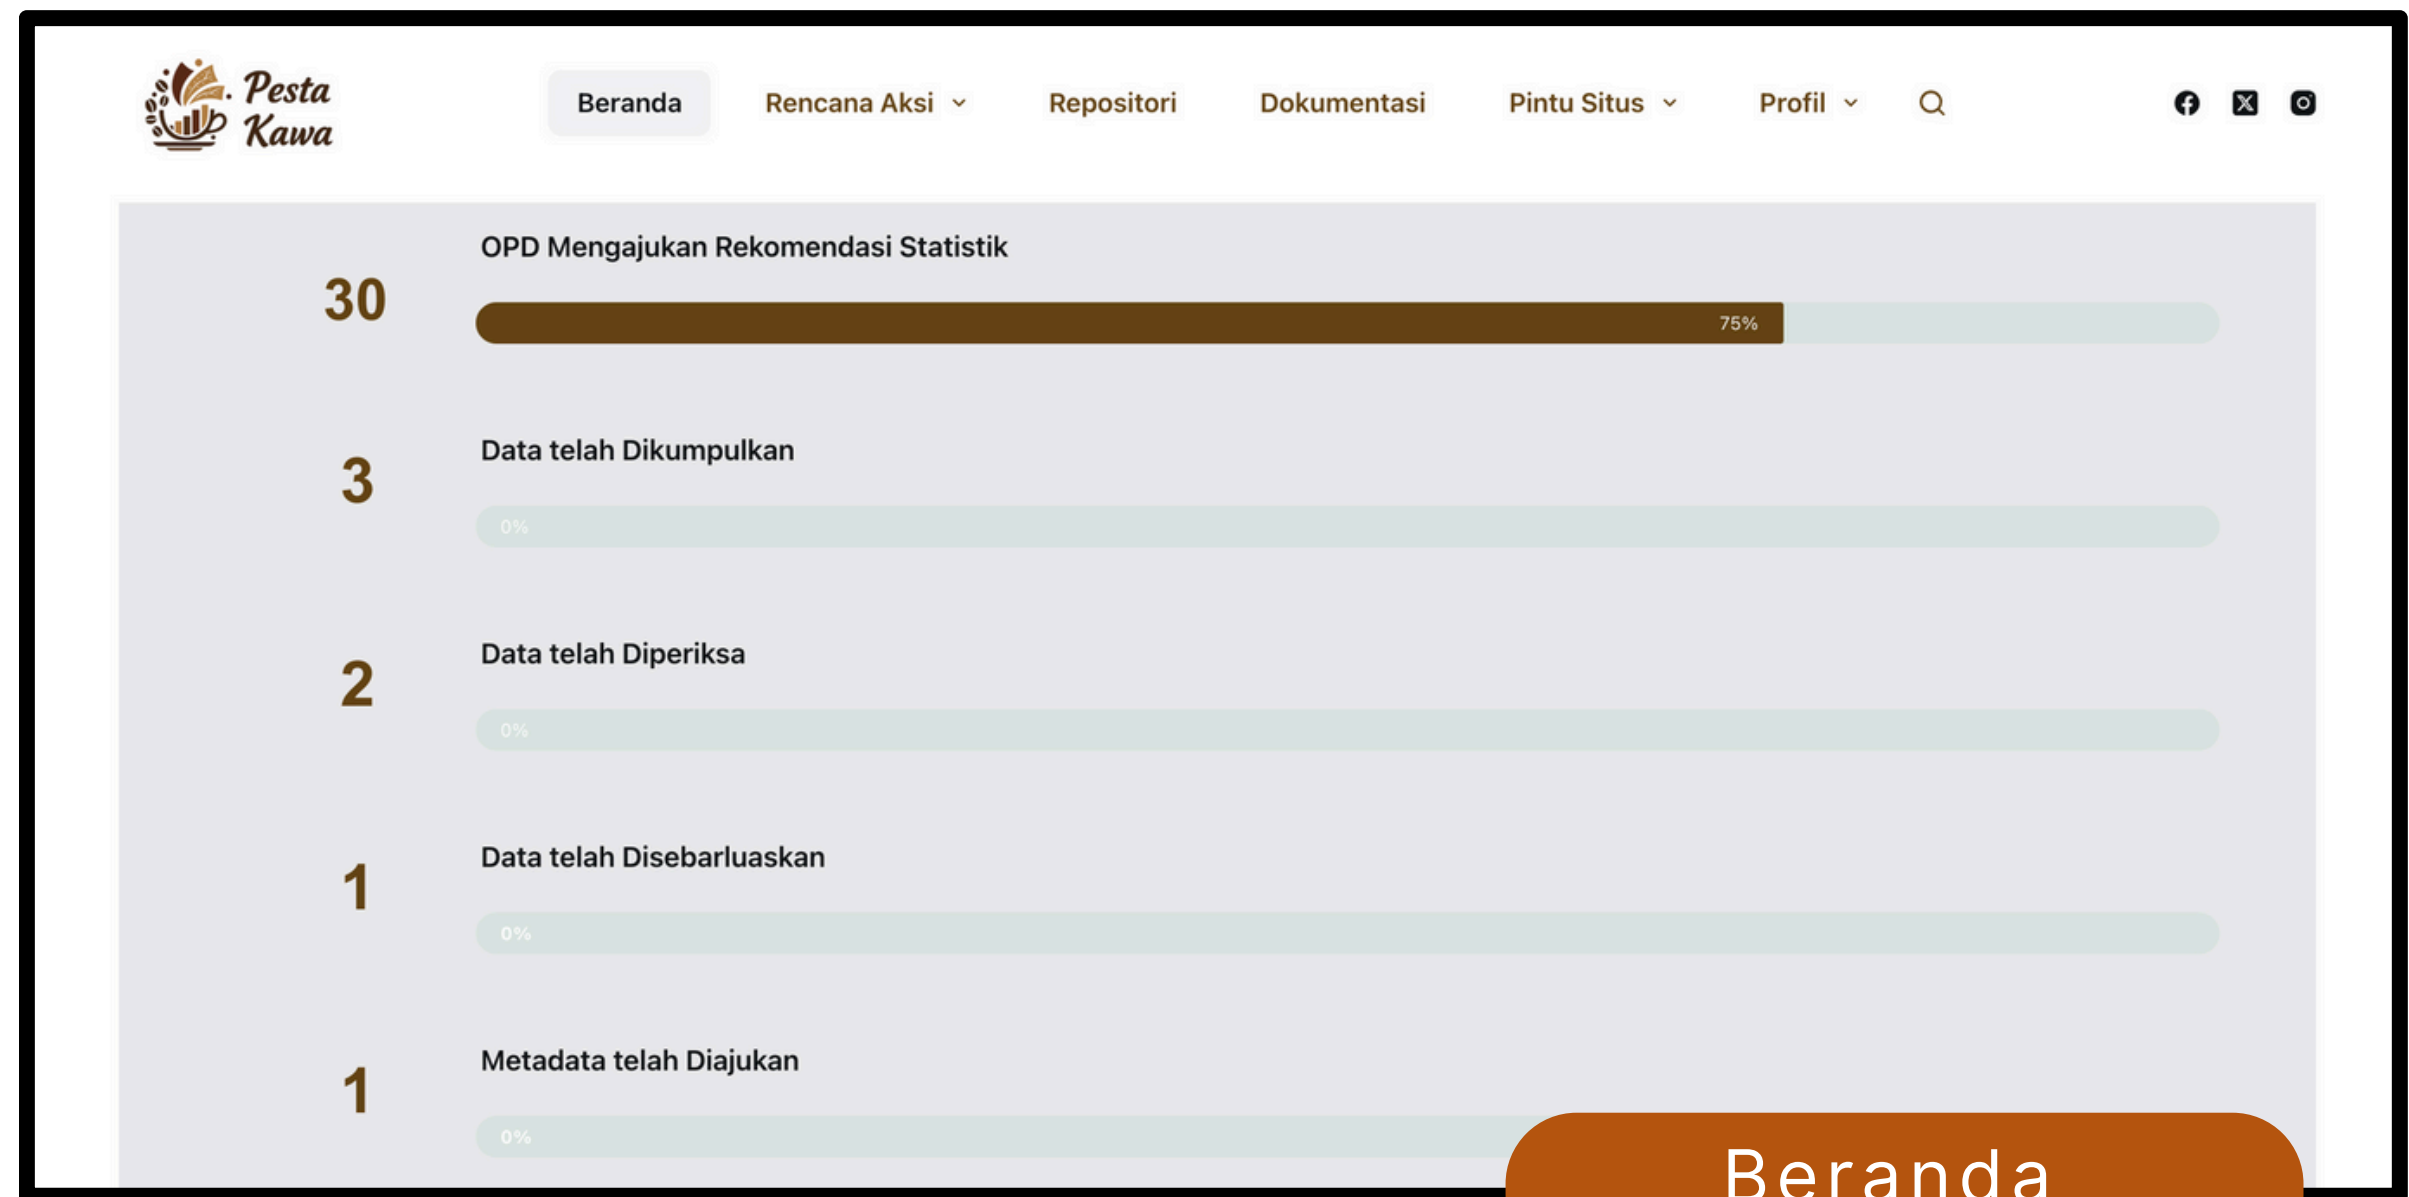 Pesta
Kawa
Beranda
Rencana Aksi
Repositori
Dokumentasi
Pintu Situs
Profil
OPD Mengajukan Rekomendasi Statistik
30
75%
Data telah Dikumpulkan
3
0%
Data telah Diperiksa
2
0%
Data telah Disebarluaskan
1
0%
Metadata telah Diajukan
1
0%
Beranda